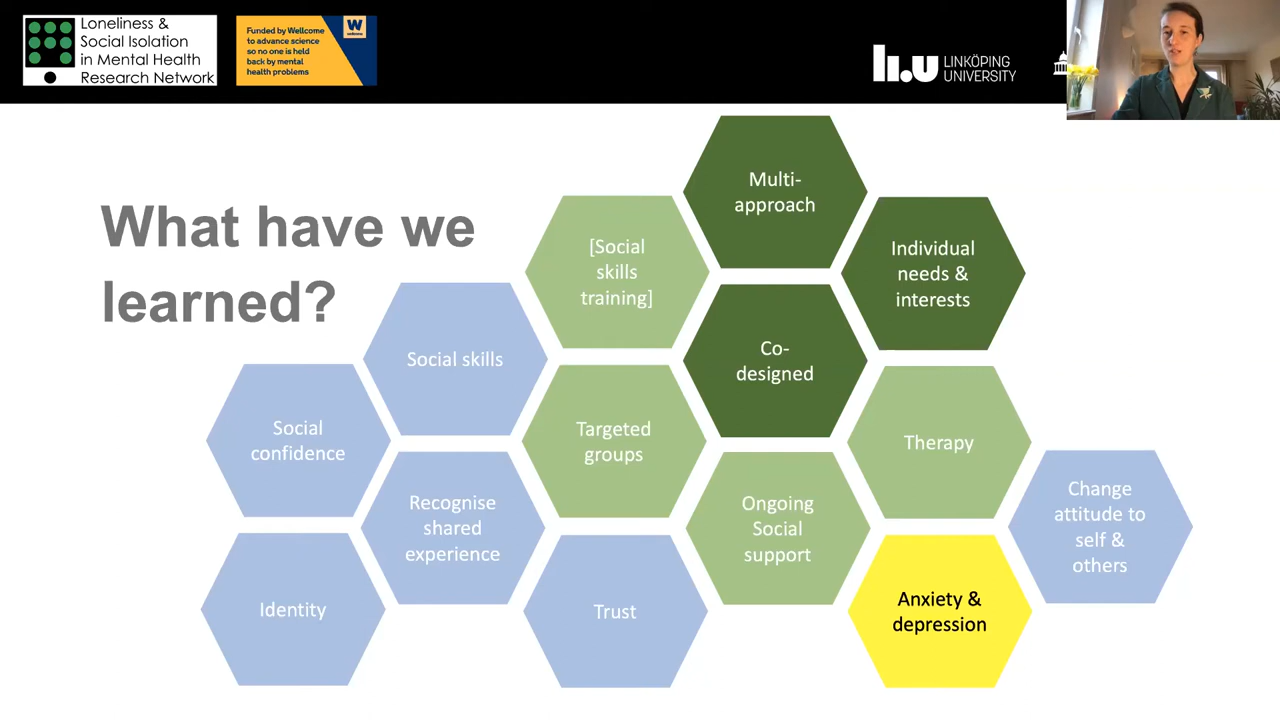 Loneliness &
Social Isolation
in Mental Health
Research Network
Funded by Wellcome
to advance science
so no one is held
back by mental
health problems
W
li.u LINKÖPING
UNIVERSITY
What have we
learned?
Multi-
approach
[Social
skills
training]
Individual
needs &
interests
Social skills
Co-
designed
Social
confidence
Targeted
groups
Therapy
Recognise
shared
experience
Ongoing
Social
support
Change
attitude to
self &
others
Identity
Trust
Anxiety &
depression